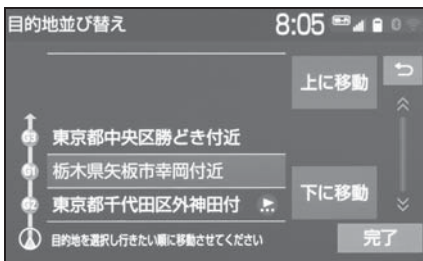 目的地並び替え 8:05
上に移動
G3 東京都中央区勝どき付近
G1 栃木県矢板市幸岡付近
G2 東京都千代田区外神田付
下に移動
目的地を選択し行きたい順に移動させてください
完了